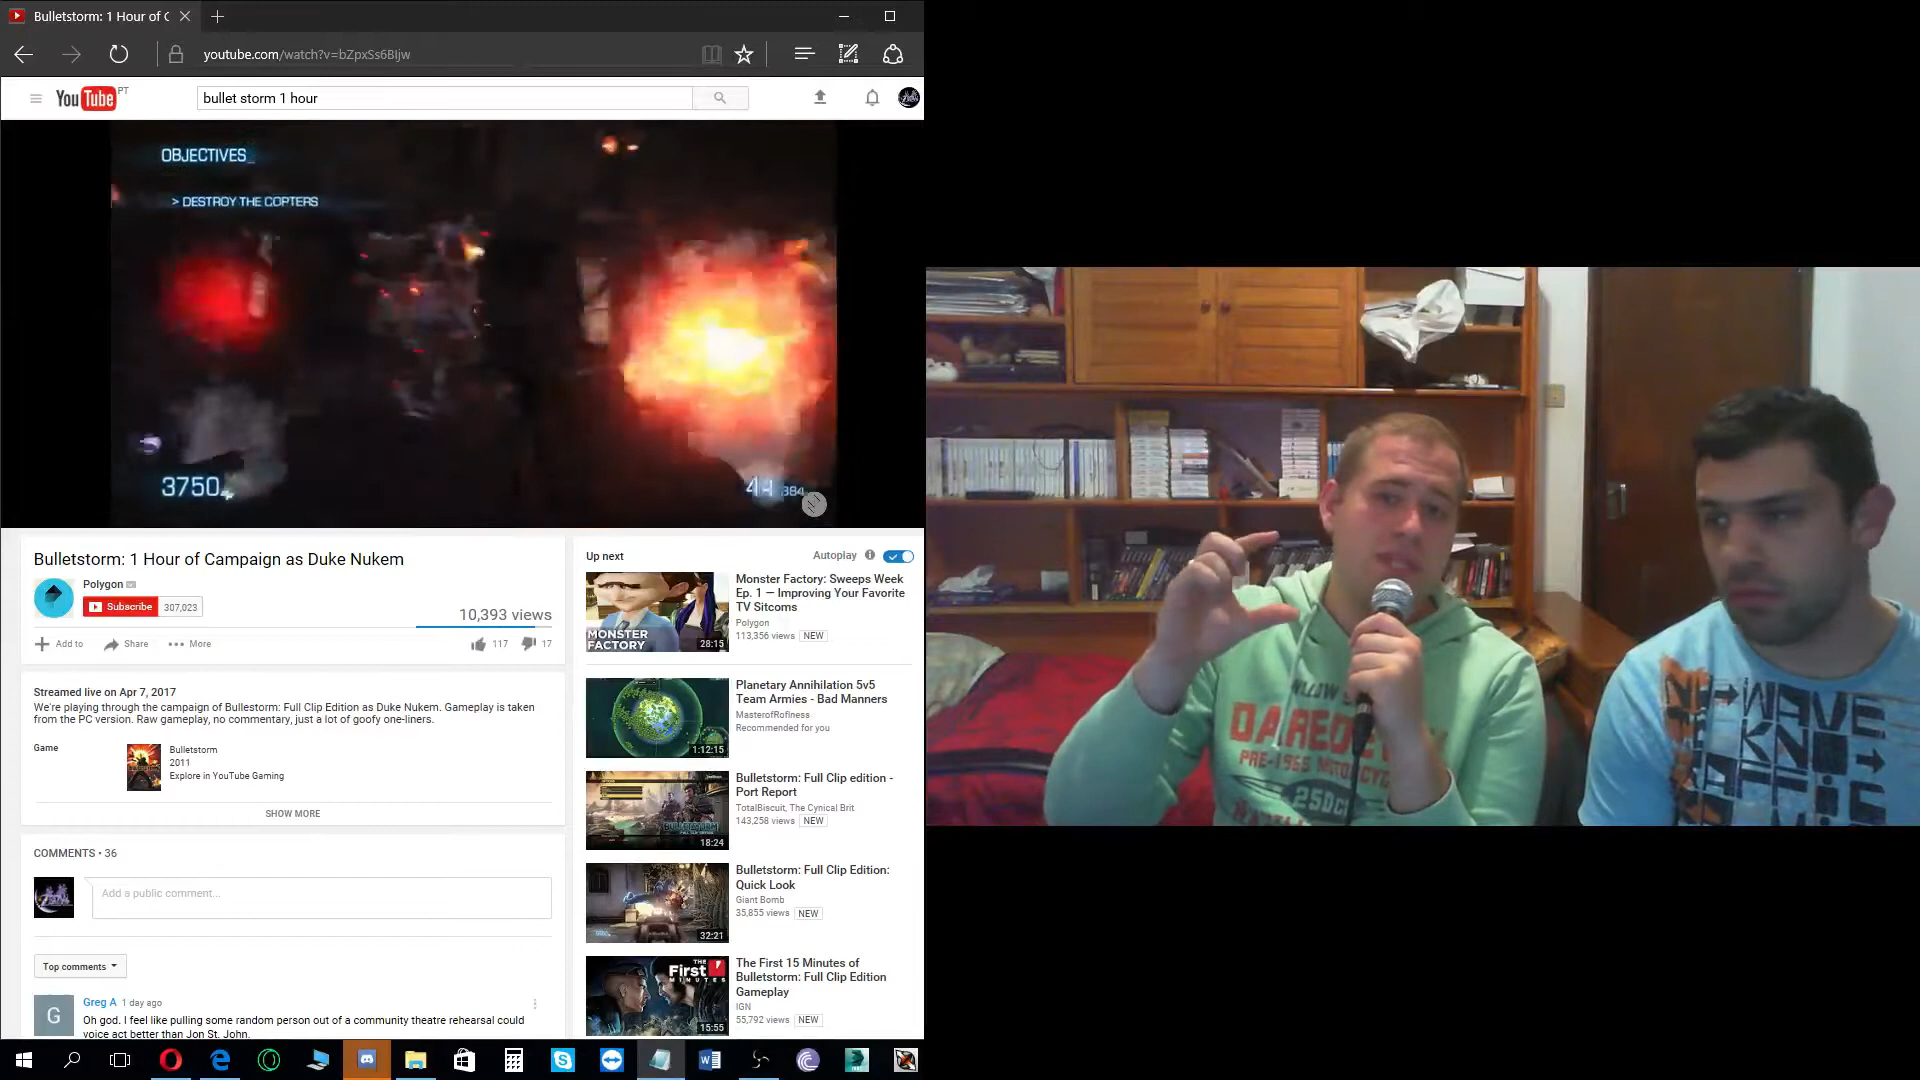 Bulletstorm: 1 Hour of C
youtube.com/watch?v=bZpxSs6BIjw
YouTube PT
bullet storm 1 hour
OBJECTIVES_
> DESTROY THE COPTERS
3750
384
Bulletstorm: 1 Hour of Campaign as Duke Nukem
Polygon
Subscribe 307,023
10,393 views
Add to Share More 117 17
Streamed live on Apr 7, 2017
We're playing through the campaign of Bullestorm: Full Clip Edition as Duke Nukem. Gameplay is taken
from the PC version. Raw gameplay, no commentary, just a lot of goofy one-liners.
Game
Bulletstorm
2011
Explore in YouTube Gaming
SHOW MORE
COMMENTS • 36
Add a public comment...
Top comments
G
Greg A 1 day ago
Oh god. I feel like pulling some random person out of a community theatre rehearsal could
voice act better than Jon St. John.
Up next
Autoplay
MONSTER
FACTORY
28:15
Monster Factory: Sweeps Week
Ep. 1 — Improving Your Favorite
TV Sitcoms
Polygon
113,356 views NEW
1:12:15
Planetary Annihilation 5v5
Team Armies - Bad Manners
MasterofRoflness
Recommended for you
BULLETSTORM
18:24
Bulletstorm: Full Clip edition -
Port Report
TotalBiscuit, The Cynical Brit
143,258 views NEW
32:21
Bulletstorm: Full Clip Edition:
Quick Look
Giant Bomb
35,855 views NEW
THE
First
MINUTES
15:55
The First 15 Minutes of
Bulletstorm: Full Clip Edition
Gameplay
IGN
55,792 views NEW
PRE-1966
250cc
WAVE